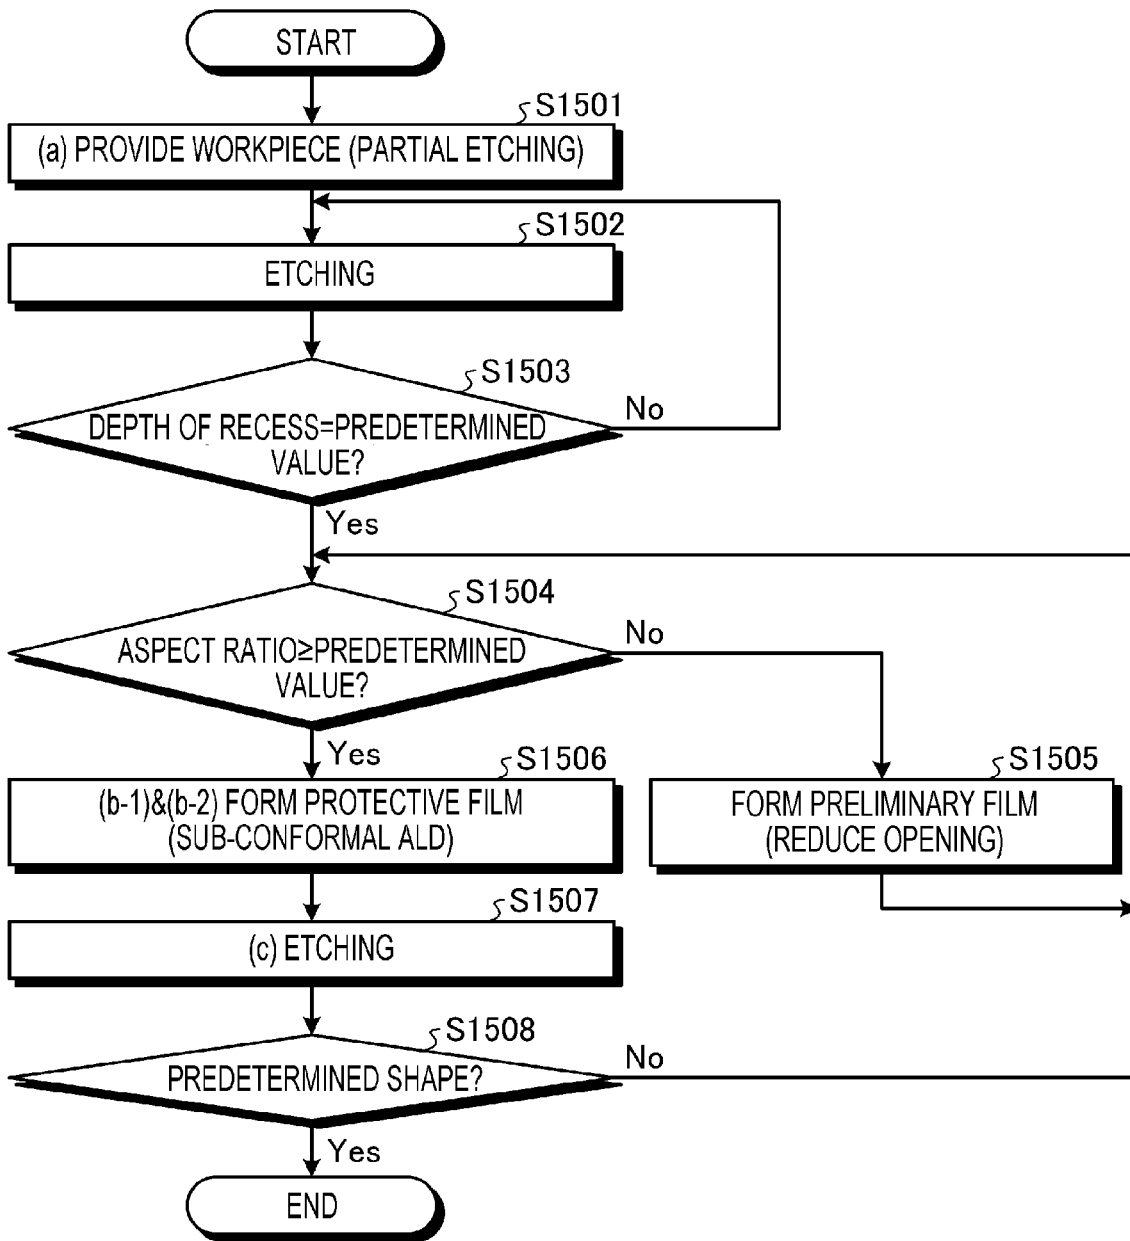 START
S1501
(a) PROVIDE WORKPIECE (PARTIAL ETCHING)
S1502
ETCHING
S1503
DEPTH OF RECESS=PREDETERMINED
VALUE?
No
Yes
S1504
ASPECT RATIO≥PREDETERMINED
VALUE?
No
Yes
S1506
(b-1)&(b-2) FORM PROTECTIVE FILM
(SUB-CONFORMAL ALD)
S1505
FORM PRELIMINARY FILM
(REDUCE OPENING)
S1507
(c) ETCHING
S1508
PREDETERMINED SHAPE?
No
Yes
END